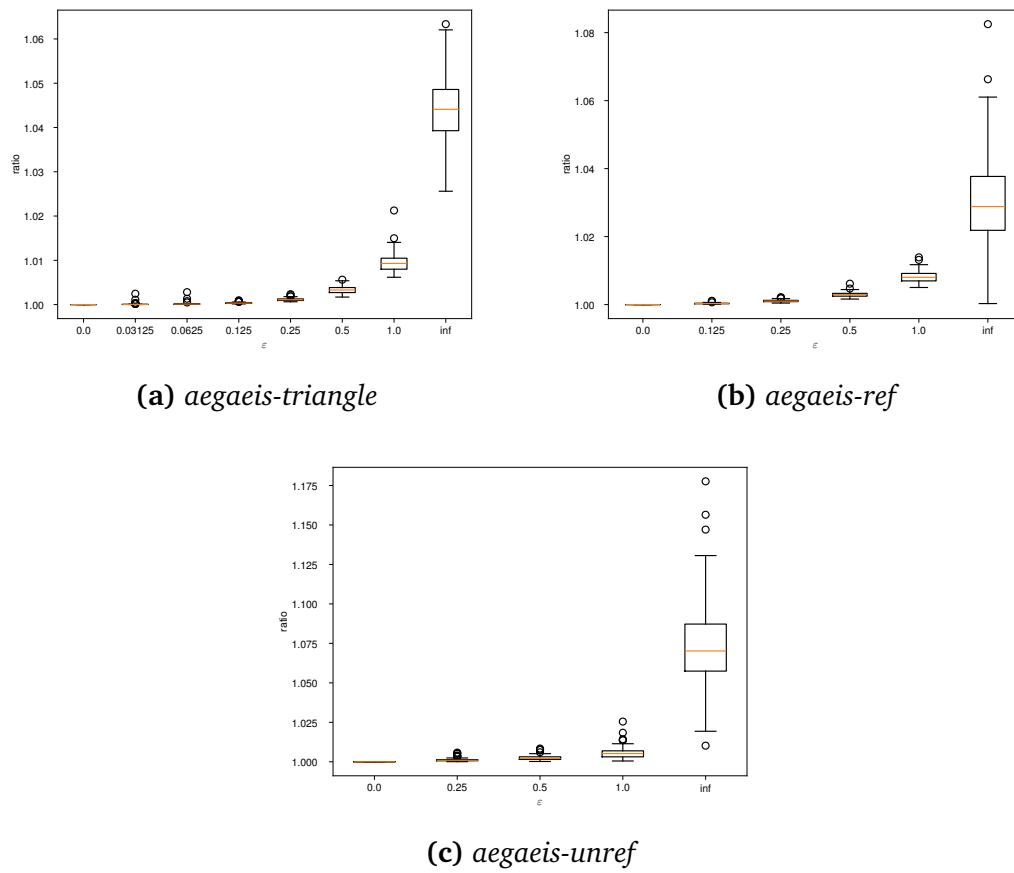 1.06
1.05
1.04
1.03
1.02
1.01
1.00
ratio
0.0 0.03125 0.0625 0.125 0.25 0.5 1.0 inf
ε
(a) aegaeis-triangle
1.08
1.06
1.04
1.02
1.00
ratio
0.0 0.125 0.25 0.5 1.0 inf
ε
(b) aegaeis-ref
1.175
1.150
1.125
1.100
1.075
1.050
1.025
1.000
ratio
0.0 0.25 0.5 1.0 inf
ε
(c) aegaeis-unref